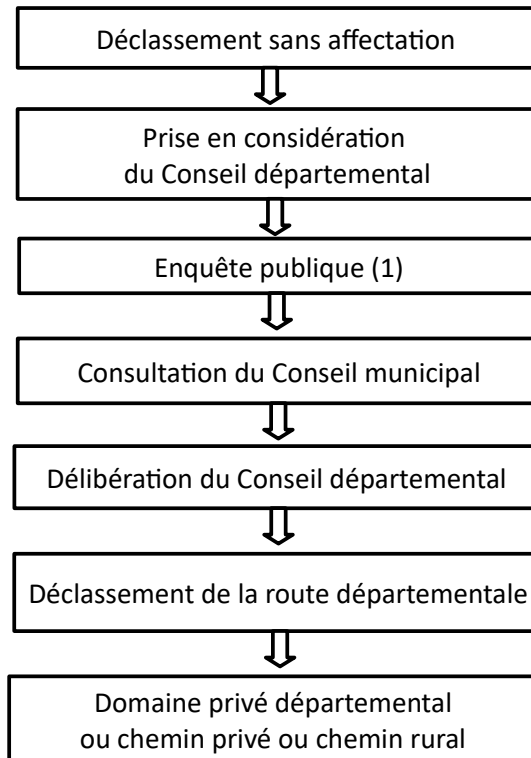 Déclassement sans affectation
Prise en considération
du Conseil départemental
Enquête publique (1)
Consultation du Conseil municipal
Délibération du Conseil départemental
Déclassement de la route départementale
Domaine privé départemental
ou chemin privé ou chemin rural